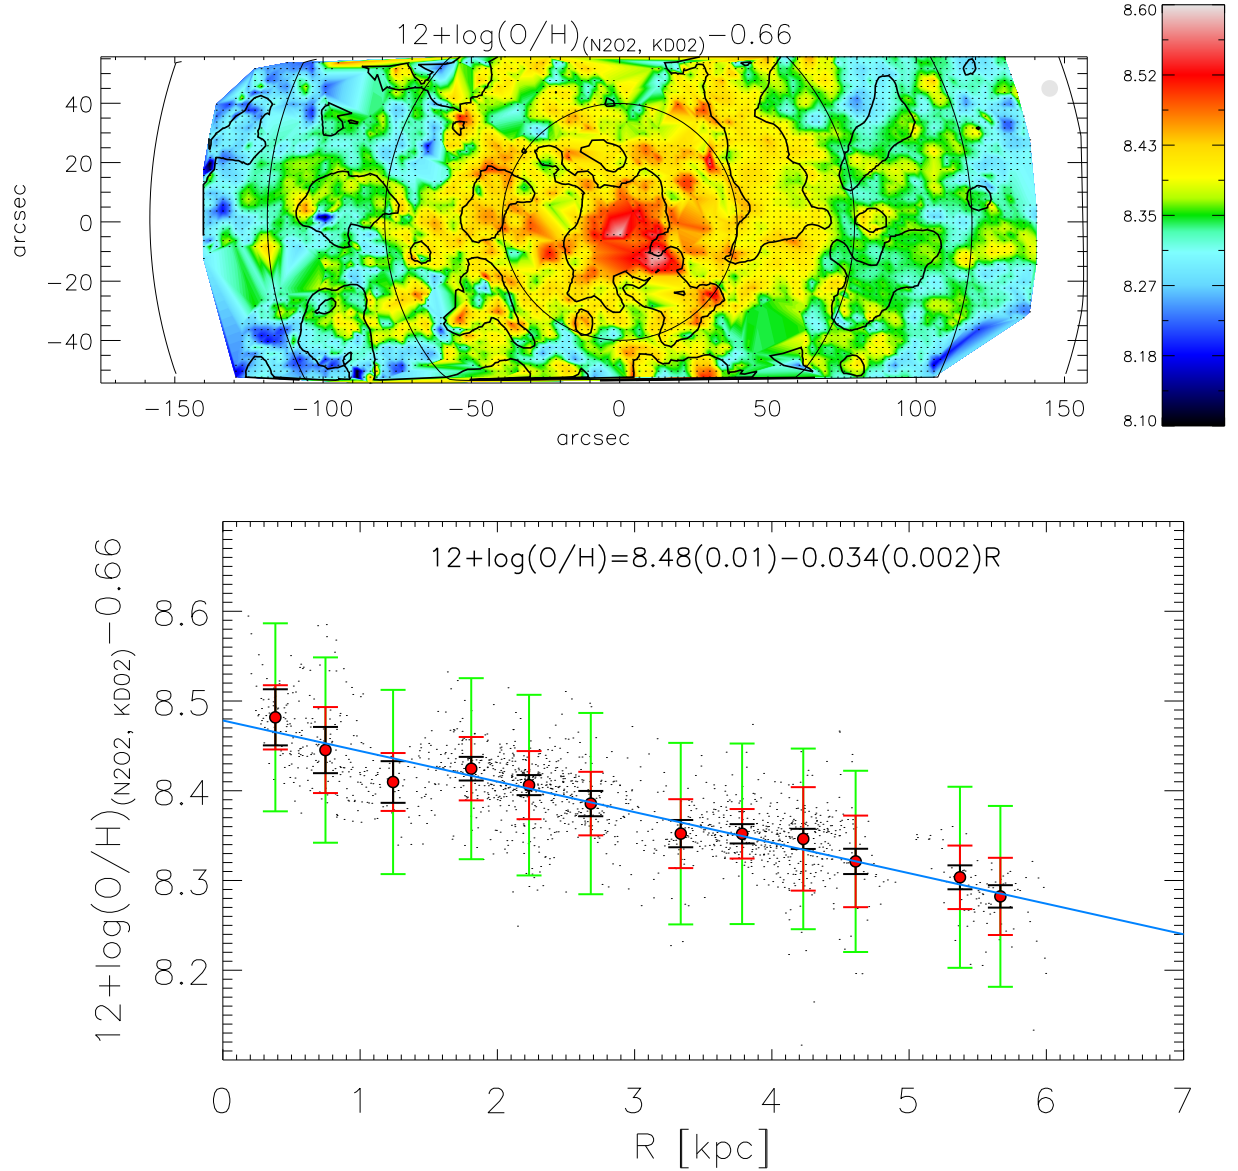 12+log(O/H)(N2O2, KD02)−0.66
8.60
8.52
8.43
8.35
8.27
8.18
8.10
40
20
0
−20
−40
arcsec
−150 −100 −50 0 50 100 150
arcsec
12+log(O/H)=8.48(0.01)−0.034(0.002)R
12+log(O/H)(N2O2, KD02)−0.66
8.6
8.5
8.4
8.3
8.2
0 1 2 3 4 5 6 7
R [kpc]